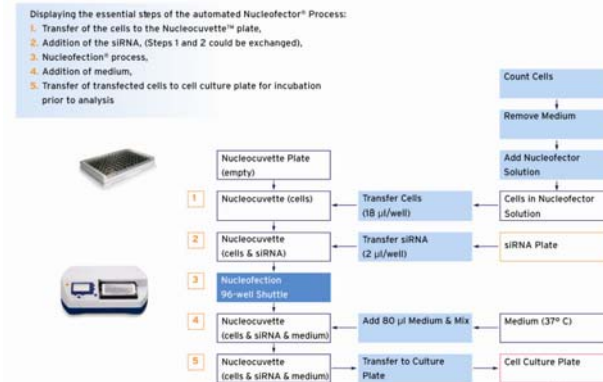 Displaying the essential steps of the automated Nucleofector® Process:
1. Transfer of the cells to the Nucleocuvette™ plate,
2. Addition of the siRNA, (Steps 1 and 2 could be exchanged),
3. Nucleofection® process,
4. Addition of medium,
5. Transfer of transfected cells to cell culture plate for incubation
prior to analysis
Count Cells
Remove Medium
Add Nucleofector
Solution
Nucleocuvette Plate
(empty)
1
Nucleocuvette (cells)
Transfer Cells
(18 µl/well)
Cells in Nucleofector
Solution
2
Nucleocuvette
(cells & siRNA)
Transfer siRNA
(2 µl/well)
siRNA Plate
3
Nucleofection
96-well Shuttle
4
Nucleocuvette
(cells & siRNA & medium)
Add 80 µl Medium & Mix
Medium (37º C)
5
Nucleocuvette
(cells & siRNA & medium)
Transfer to Culture
Plate
Cell Culture Plate